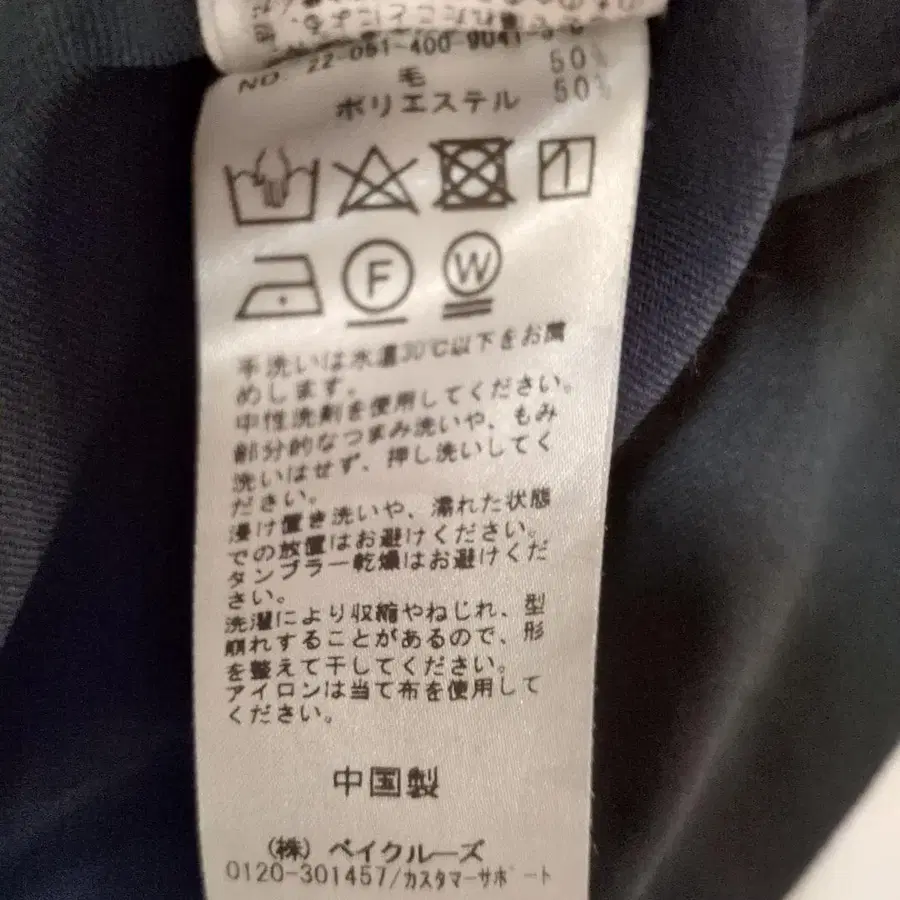 NO. 22-051-400-9041-3-0
毛 50%
ポリエステル 50%
F
W
手洗いは水温30℃以下をお薦
めします。
中性洗剤を使用してください。
部分的なつまみ洗いや、もみ
洗いはせず、押し洗いしてく
ださい。
浸け置き洗いや、濡れた状態
での放置はお避けください。
タンブラー乾燥はお避けくだ
さい。
洗濯により収縮やねじれ、型
崩れすることがあるので、形
を整えて干してください。
アイロンは当て布を使用して
ください。
中国製
(株) ベイクルーズ
0120-301457/カスタマーサポート